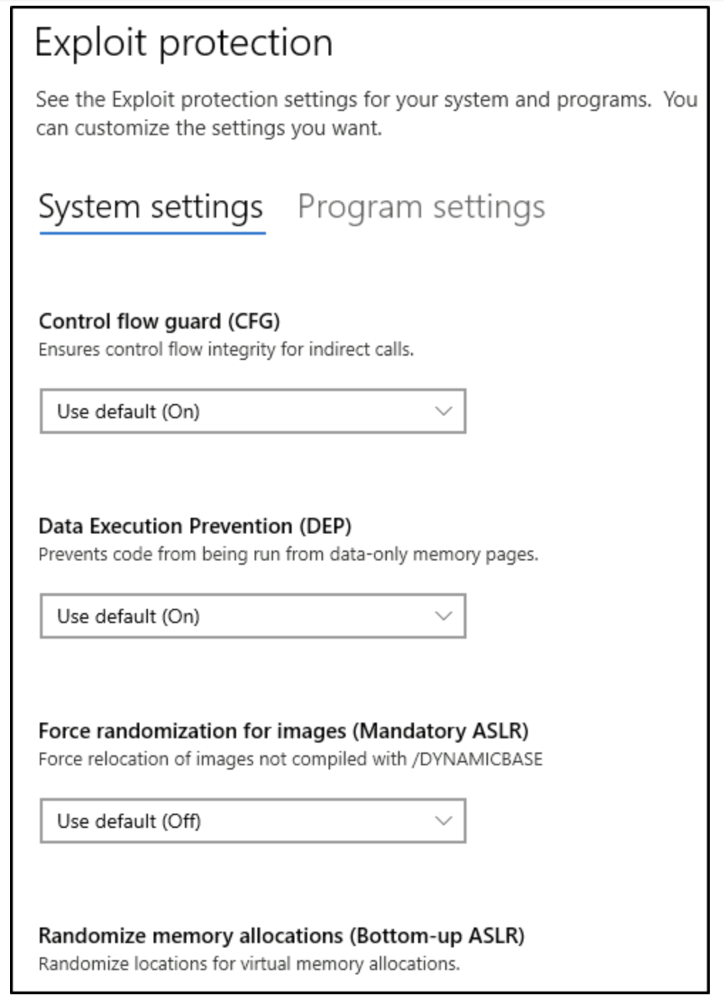 Exploit protection
See the Exploit protection settings for your system and programs.  You
can customize the settings you want.
System settings
Program settings
Control flow guard (CFG)
Ensures control flow integrity for indirect calls.
Use default (On)
Data Execution Prevention (DEP)
Prevents code from being run from data-only memory pages.
Use default (On)
Force randomization for images (Mandatory ASLR)
Force relocation of images not compiled with /DYNAMICBASE
Use default (Off)
Randomize memory allocations (Bottom-up ASLR)
Randomize locations for virtual memory allocations.